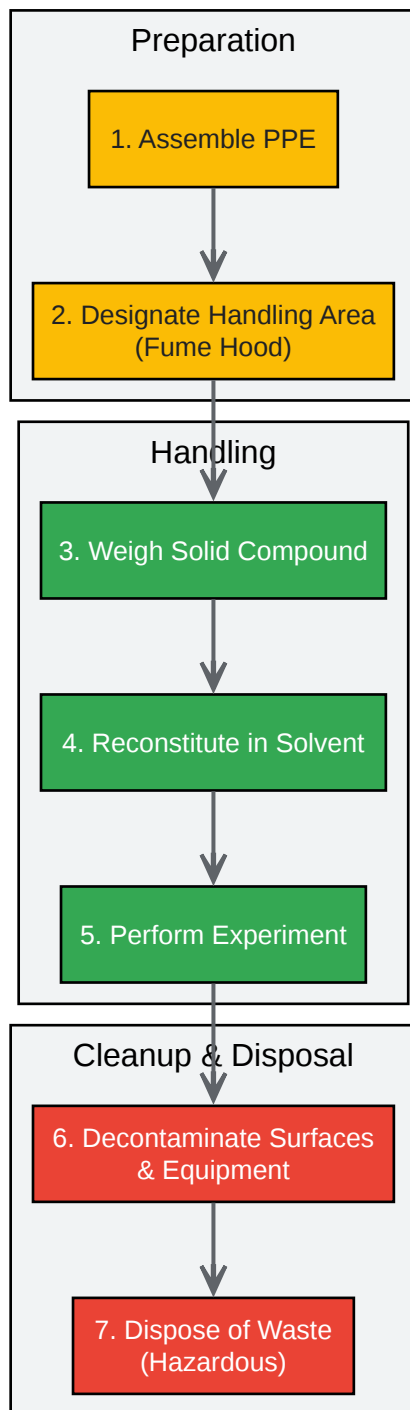 Preparation
1. Assemble PPE
2. Designate Handling Area
(Fume Hood)
Handling
3. Weigh Solid Compound
4. Reconstitute in Solvent
5. Perform Experiment
Cleanup & Disposal
6. Decontaminate Surfaces
& Equipment
7. Dispose of Waste
(Hazardous)